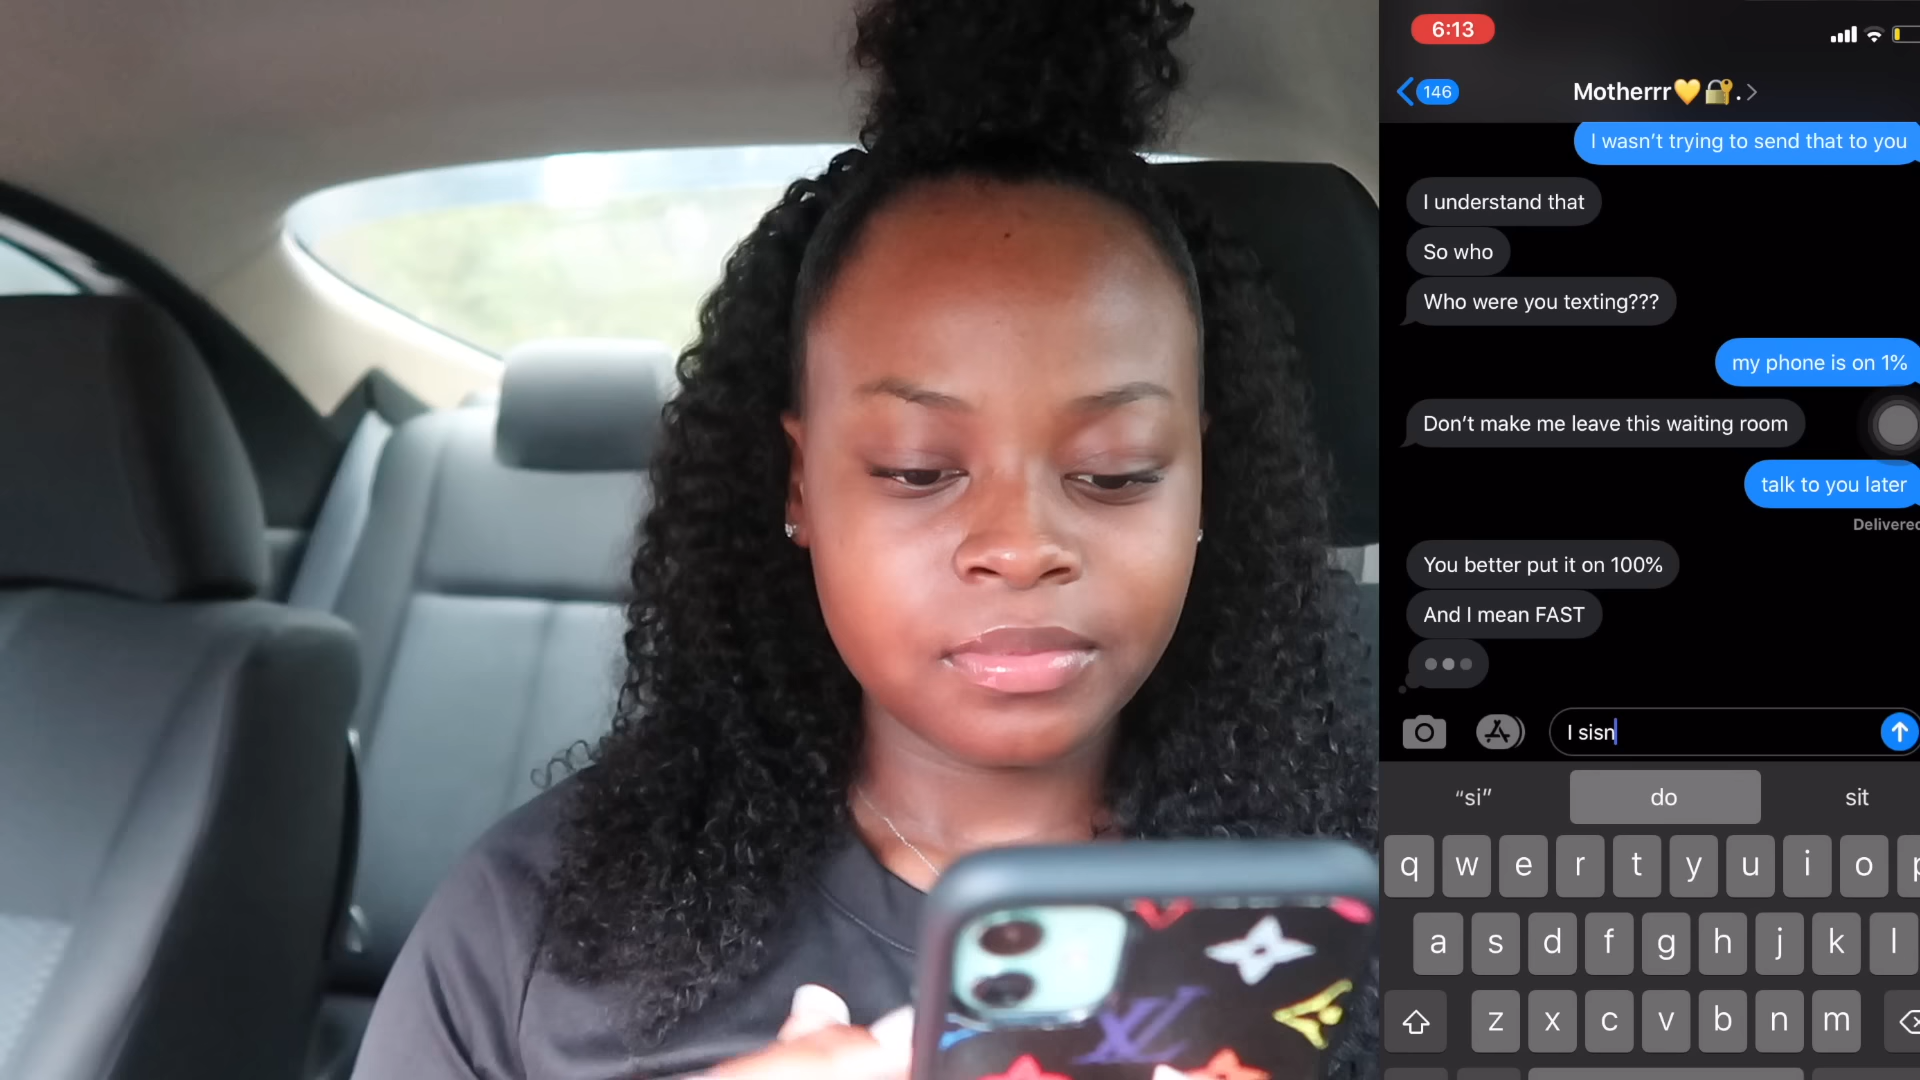 6:13
146
Motherrr💛🔐. >
I wasn't trying to send that to you
I understand that
So who
Who were you texting???
my phone is on 1%
Don't make me leave this waiting room
talk to you later
Delivered
You better put it on 100%
And I mean FAST
I sisn
“si” do sit
q w e r t y u i o p
a s d f g h j k l
z x c v b n m
LV